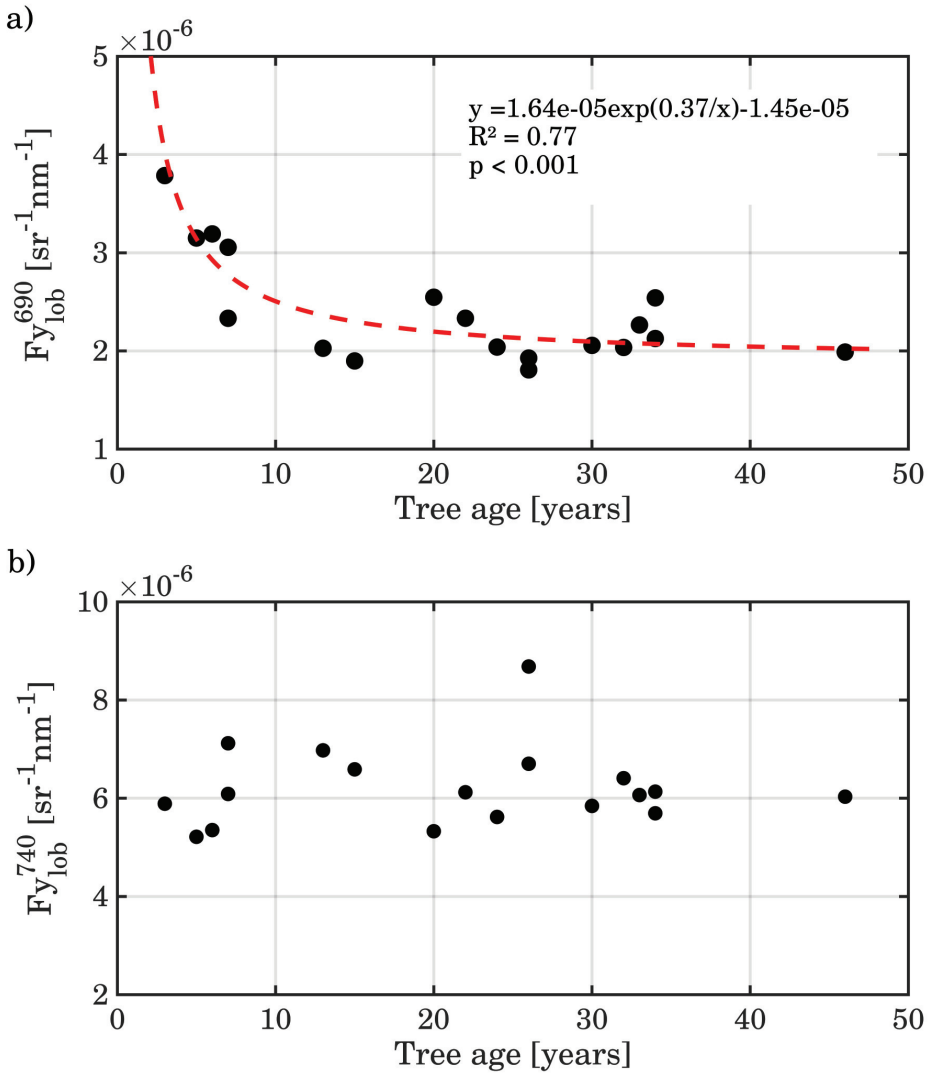 a)
×10⁻⁶
5
4
3
2
1
Fy⁶⁹⁰lob [sr⁻¹nm⁻¹]
y =1.64e-05exp(0.37/x)-1.45e-05
R² = 0.77
p < 0.001
0 10 20 30 40 50
Tree age [years]
b)
×10⁻⁶
10
8
6
4
2
Fy⁷⁴⁰lob [sr⁻¹nm⁻¹]
0 10 20 30 40 50
Tree age [years]